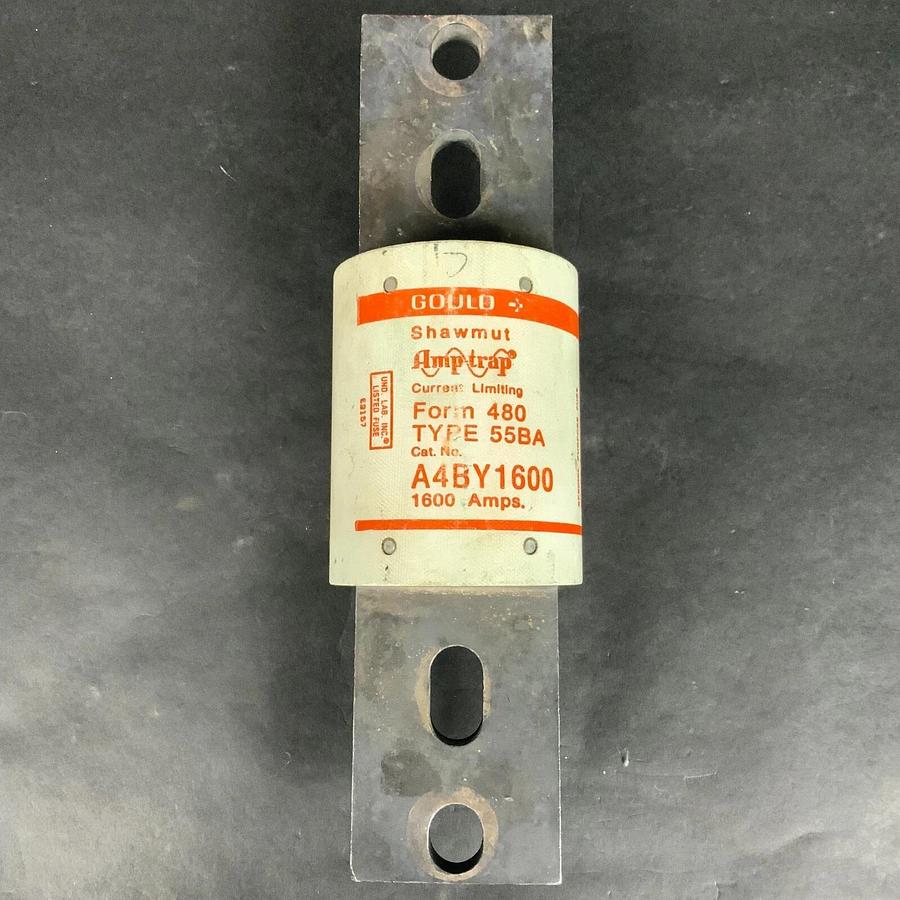 GOULD
Shawmut
Amp-trap®
Current Limiting
Form 480
TYPE 55BA
Cat. No.
A4BY1600
1600 Amps.
UND. LAB. INC.®
LISTED FUSE
E2137